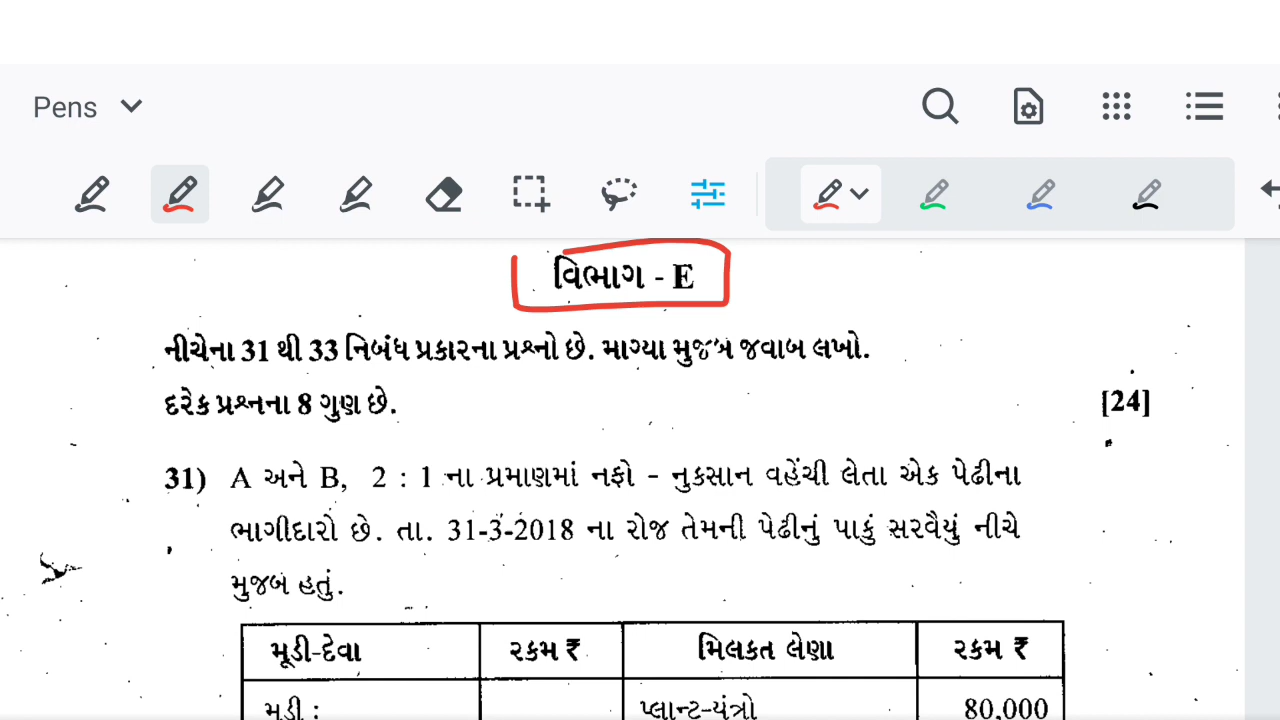 Pens
વિભાગ - E
નીચેના 31 થી 33 નિબંધ પ્રકારના પ્રશ્નો છે. માગ્યા મુજબ જવાબ લખો.
દરેક પ્રશ્નના 8 ગુણ છે. [24]
31) A અને B, 2 : 1 ના પ્રમાણમાં નફો - નુકસાન વહેંચી લેતા એક પેઢીના
ભાગીદારો છે. તા. 31-3-2018 ના રોજ તેમની પેઢીનું પાકું સરવૈયું નીચે
મુજબ હતું.
મૂડી-દેવા રકમ ₹ મિલકત લેણા રકમ ₹
મૂડી : પ્લાન્ટ-યંત્રો 80,000